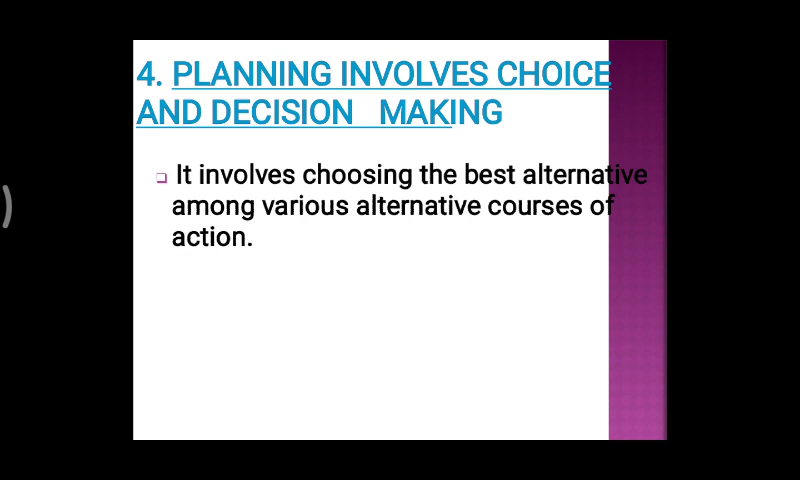 4. PLANNING INVOLVES CHOICE
AND DECISION   MAKING
It involves choosing the best alternative
among various alternative courses of
action.